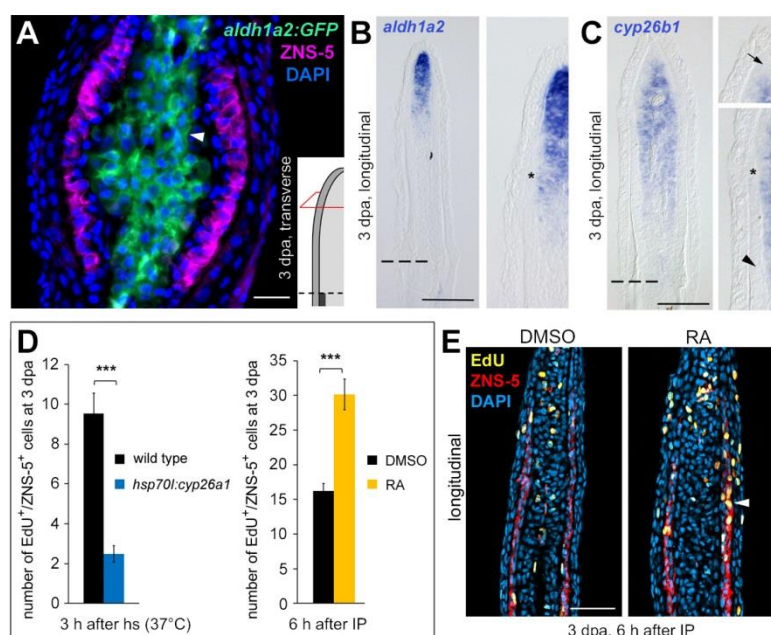 A
aldh1a2:GFP
ZNS-5
DAPI
3 dpa, transverse
B
aldh1a2
3 dpa, longitudinal
*
C
cyp26b1
3 dpa, longitudinal
*
D
number of EdU⁺/ZNS-5⁺ cells at 3 dpa
12
10
8
6
4
2
0
***
wild type
hsp70l:cyp26a1
3 h after hs (37°C)
number of EdU⁺/ZNS-5⁺ cells at 3 dpa
35
30
25
20
15
10
5
0
***
DMSO
RA
6 h after IP
E
DMSO
RA
EdU
ZNS-5
DAPI
longitudinal
3 dpa, 6 h after IP